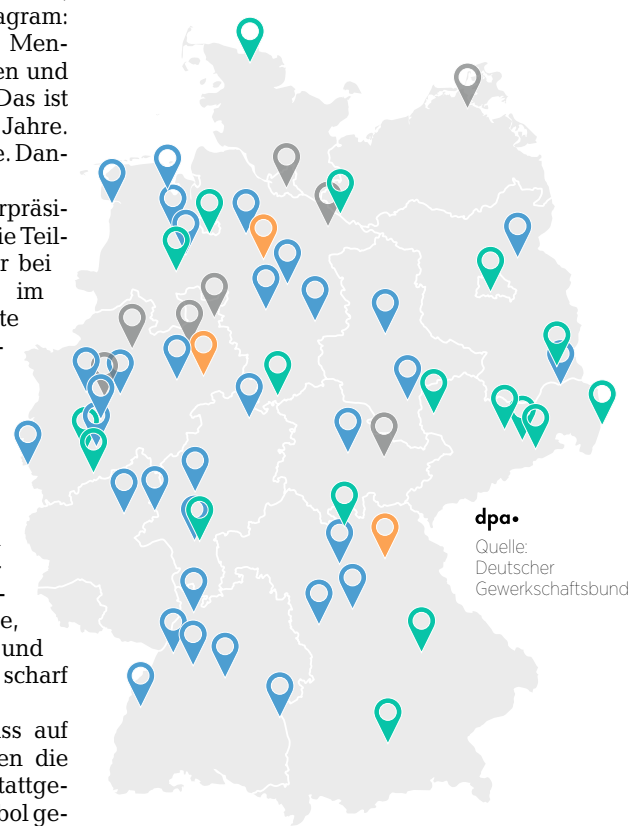 agram:
Men-
en und
Das ist
Jahre.
e. Dan-
rpräsi-
ie Teil-
r bei
im
te
-
-
e,
und
scharf
ss auf
en die
tattge-
bol ge-
dpa•
Quelle:
Deutscher
Gewerkschaftsbund